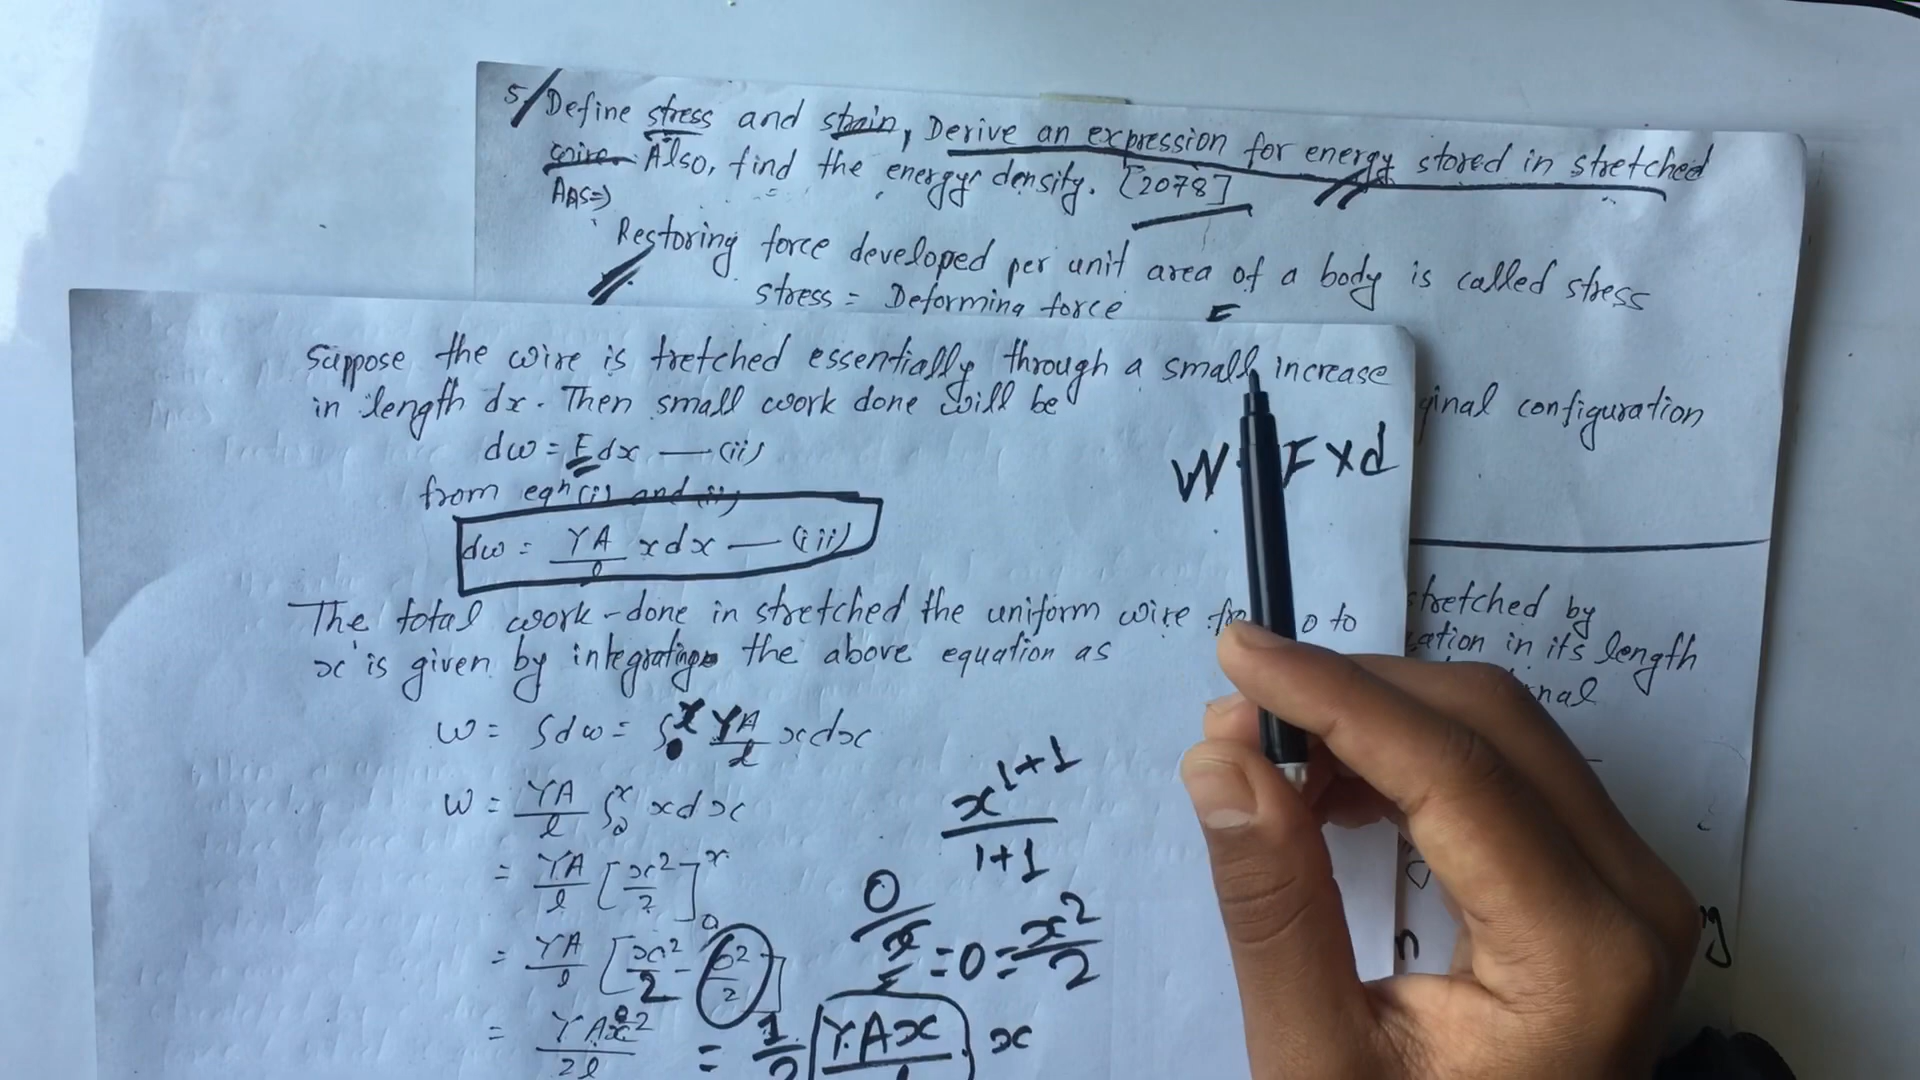 5. Define stress and strain, Derive an expression for energy stored in stretched
wire. Also, find the energy density. [2078]
Ans=>
Restoring force developed per unit area of a body is called stress
stress = Deforming force
F
Suppose the wire is tretched essentially through a small increase
in length dx. Then small work done will be
dw = F dx — (ii)
W F x d
from eqn (i) and (ii)
dw = YA/l x dx — (iii)
The total work-done in stretched the uniform wire 0 to
x is given by integrating the above equation as
w = ∫dw = ∫₀ˣ YA/l x dx
w = YA/l ∫₀ˣ x dx
= YA/l [x²/2]₀ˣ
= YA/l [x²/2 - 0²/2]
= YAx²/2l
= 1/2 YAx/l . x
x^(1+1)/(1+1)
0/2 = 0 = x²/2
ginal configuration
stretched by
in its length
nal